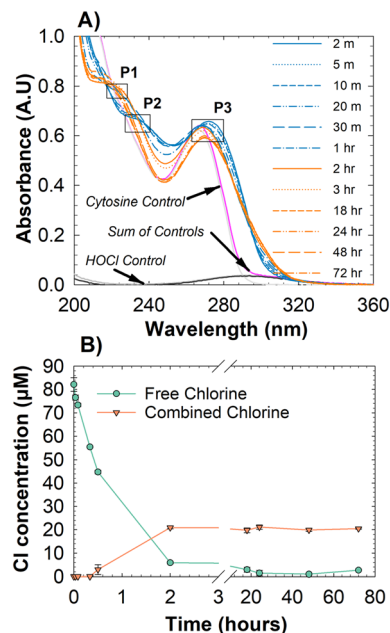 A)
Absorbance (A.U)
1.0
0.8
0.6
0.4
0.2
0.0
P1
P2
P3
Cytosine Control
Sum of Controls
HOCl Control
2 m
5 m
10 m
20 m
30 m
1 hr
2 hr
3 hr
18 hr
24 hr
48 hr
72 hr
200 240 280 320 360
Wavelength (nm)
B)
Cl concentration (µM)
90
80
70
60
50
40
30
20
10
0
Free Chlorine
Combined Chlorine
0 1 2 3 20 40 60 80
Time (hours)